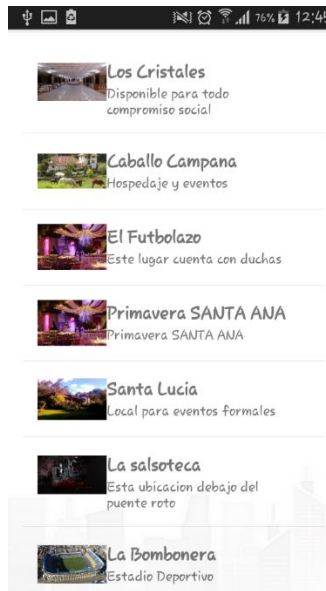 76% 12:45
Los Cristales
Disponible para todo
compromiso social
Caballo Campana
Hospedaje y eventos
El Futbolazo
Este lugar cuenta con duchas
Primavera SANTA ANA
Primavera SANTA ANA
Santa Lucia
Local para eventos formales
La salsoteca
Esta ubicacion debajo del
puente roto
La Bombonera
Estadio Deportivo